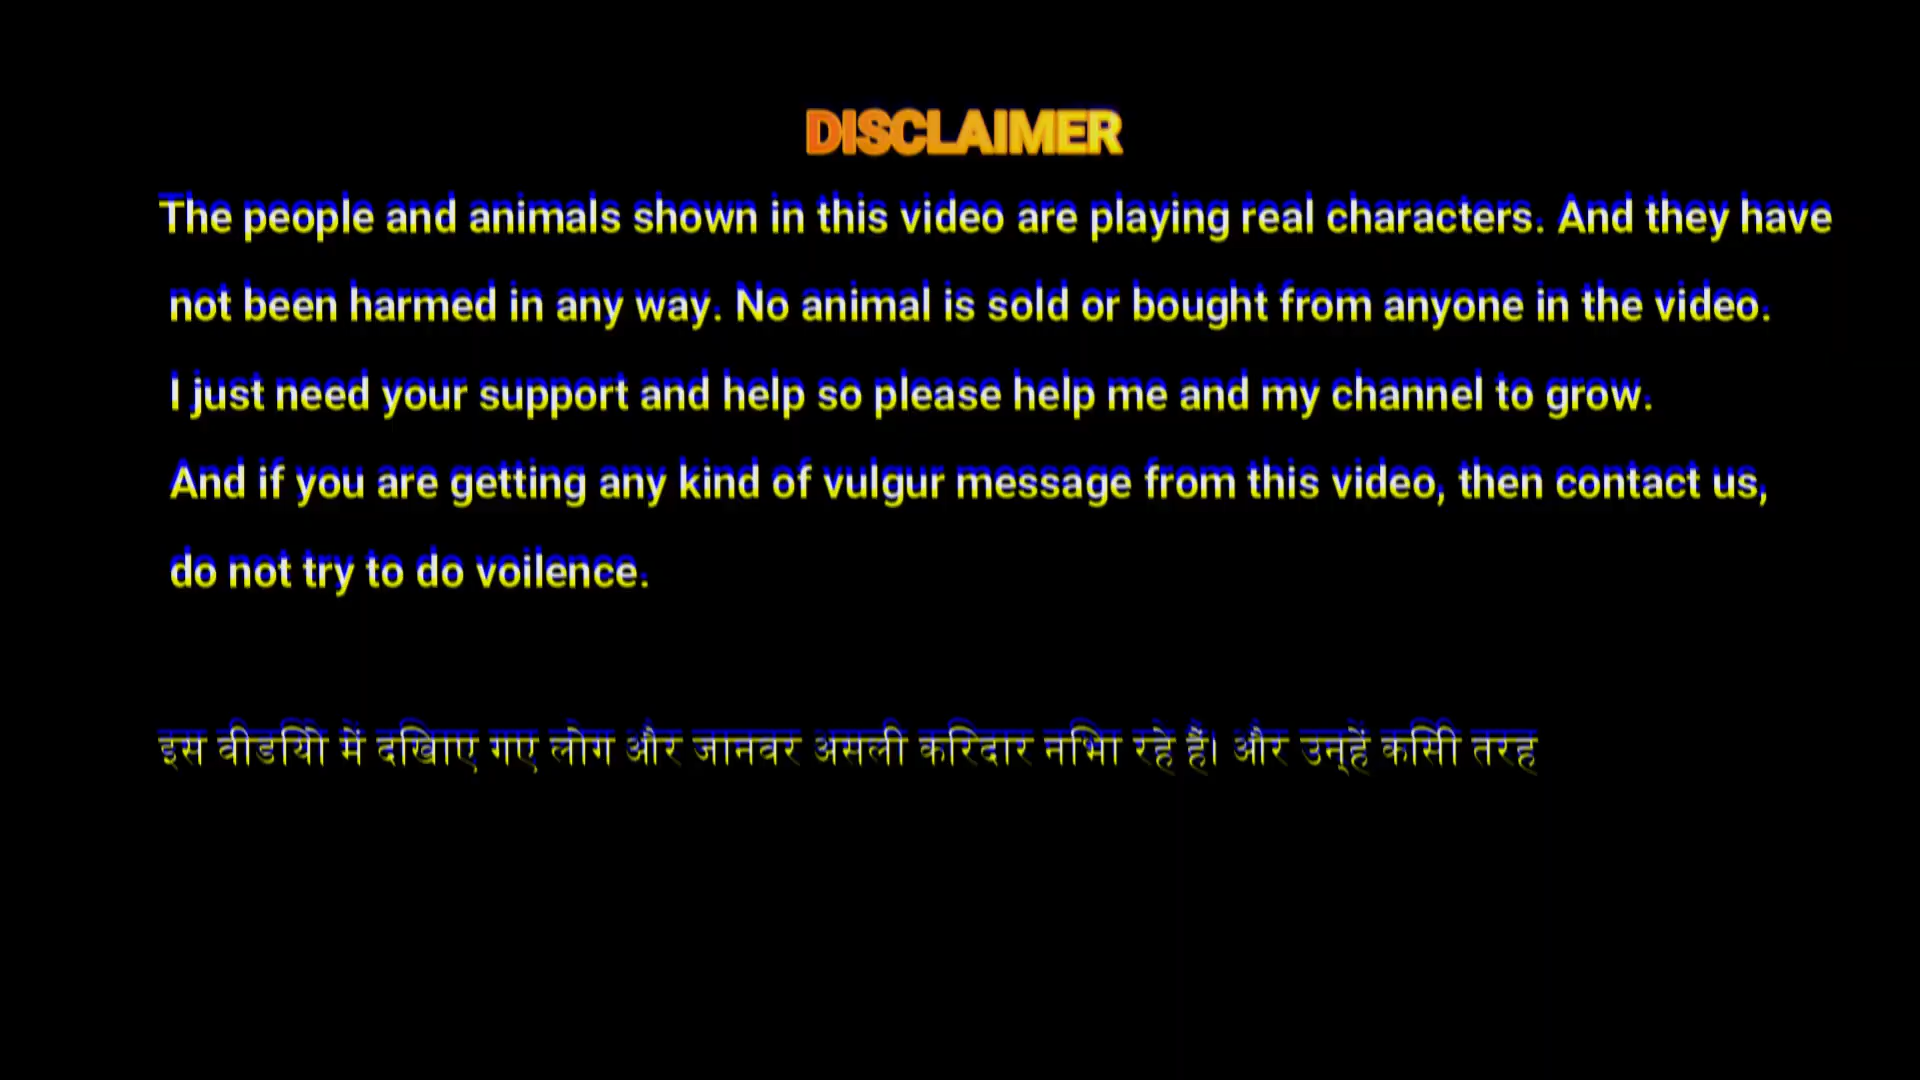 DISCLAIMER
The people and animals shown in this video are playing real characters. And they have
not been harmed in any way. No animal is sold or bought from anyone in the video.
I just need your support and help so please help me and my channel to grow.
And if you are getting any kind of vulgur message from this video, then contact us,
do not try to do voilence.
इस वीडियो में दिखाए गए लोग और जानवर असली किरदार निभा रहे हैं। और उन्हें किसी तरह